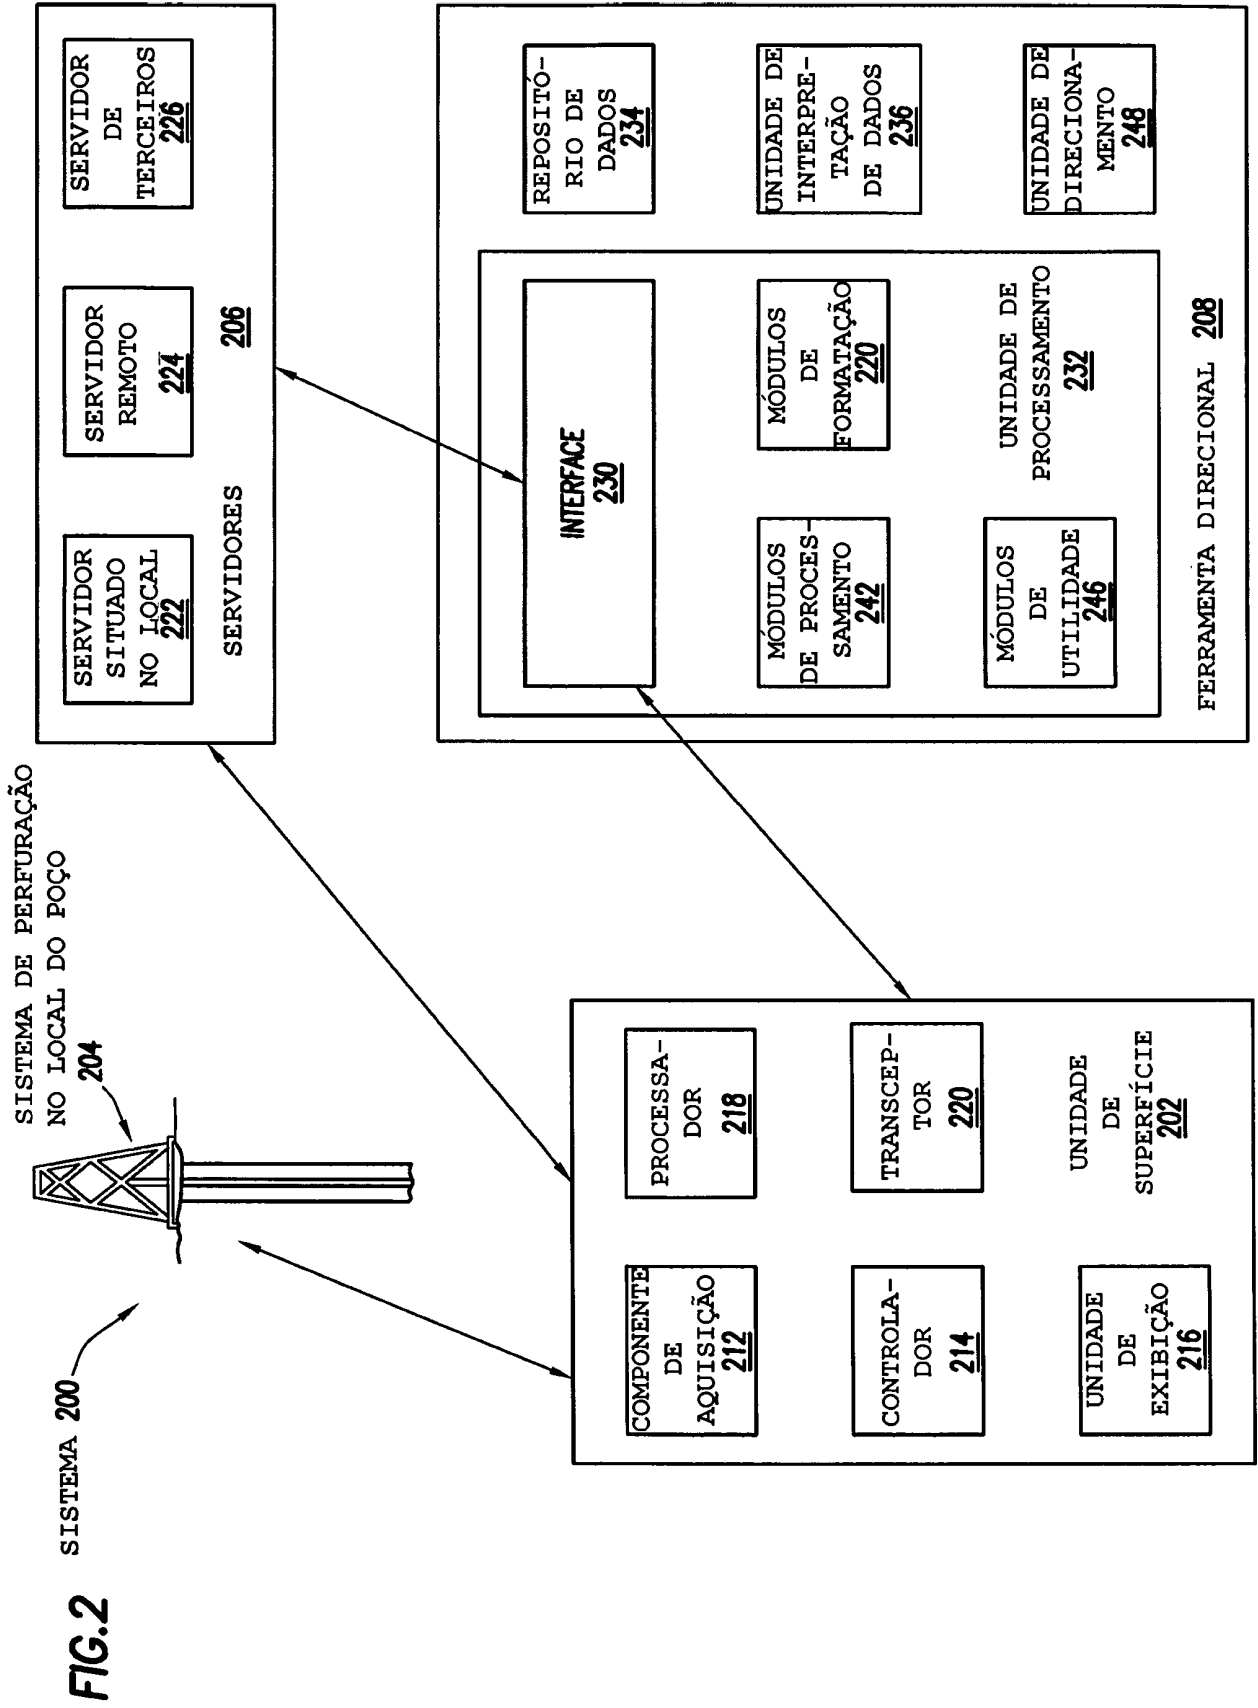 FIG.2
SISTEMA 200
SISTEMA DE PERFURAÇÃO
NO LOCAL DO POÇO
204
SERVIDOR
SITUADO
NO LOCAL
222
SERVIDOR
REMOTO
224
SERVIDOR
DE
TERCEIROS
226
SERVIDORES
206
COMPONENTE
DE
AQUISIÇÃO
212
PROCESSA-
DOR
218
CONTROLA-
DOR
214
TRANSCEP-
TOR
220
UNIDADE
DE
EXIBIÇÃO
216
UNIDADE
DE
SUPERFÍCIE
202
INTERFACE
230
REPOSITÓ-
RIO DE
DADOS
234
MÓDULOS
DE PROCES-
SAMENTO
242
MÓDULOS
DE
FORMATAÇÃO
220
UNIDADE DE
INTERPRE-
TAÇÃO
DE DADOS
236
MÓDULOS
DE
UTILIDADE
246
UNIDADE DE
PROCESSAMENTO
232
UNIDADE DE
DIRECIONA-
MENTO
248
FERRAMENTA DIRECIONAL 208